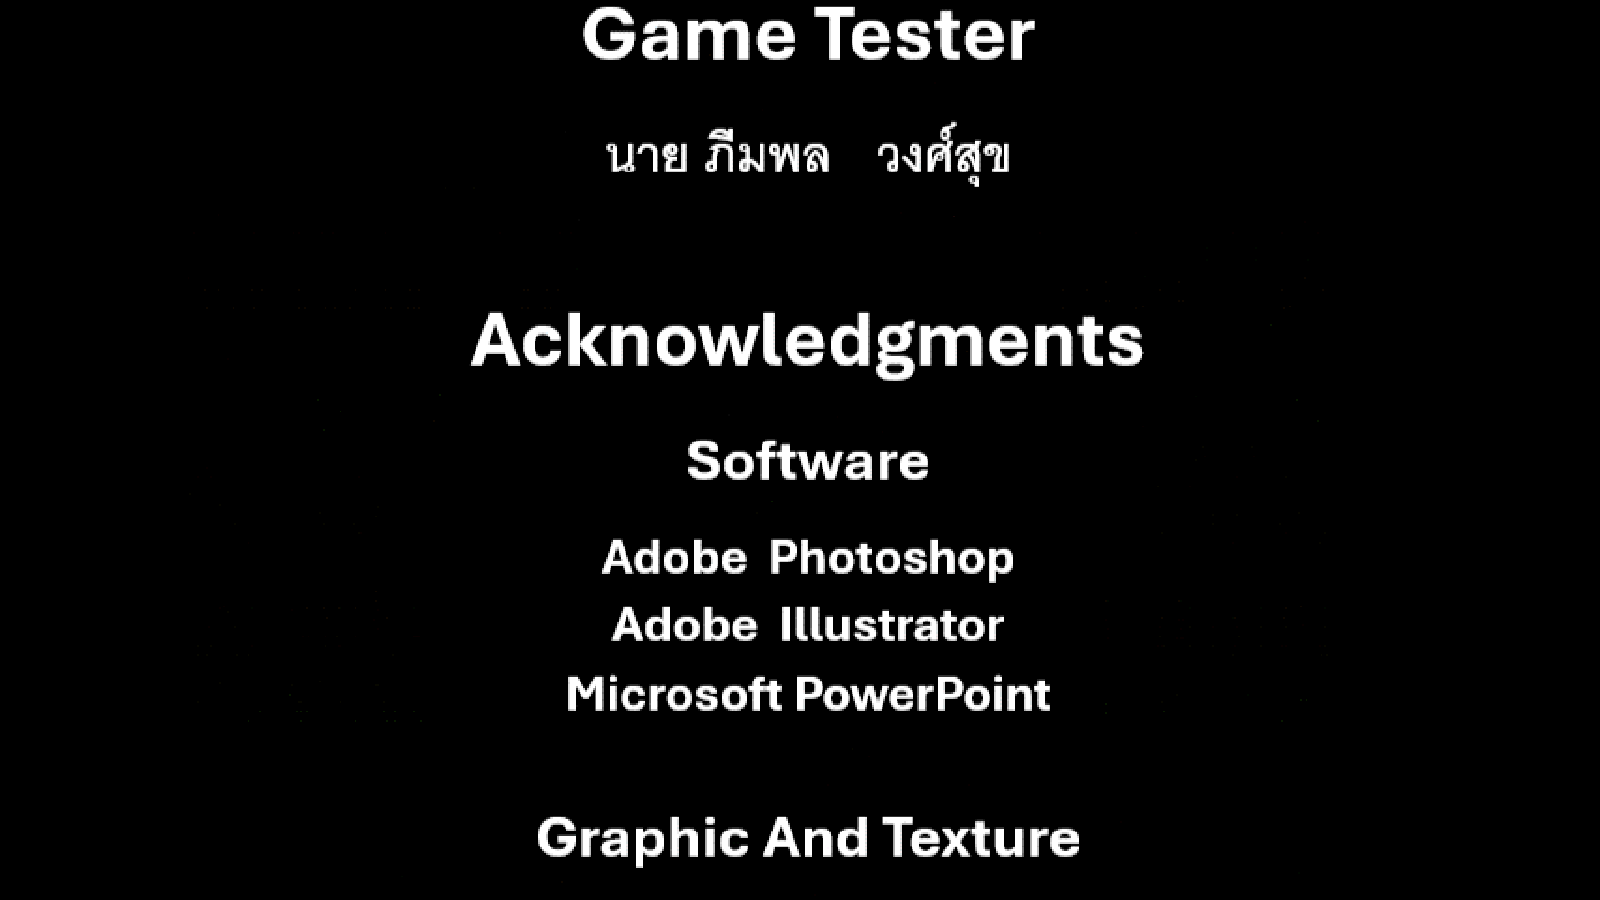 Game Tester
นาย ภีมพล วงศ์สุข
Acknowledgments
Software
Adobe Photoshop
Adobe Illustrator
Microsoft PowerPoint
Graphic And Texture